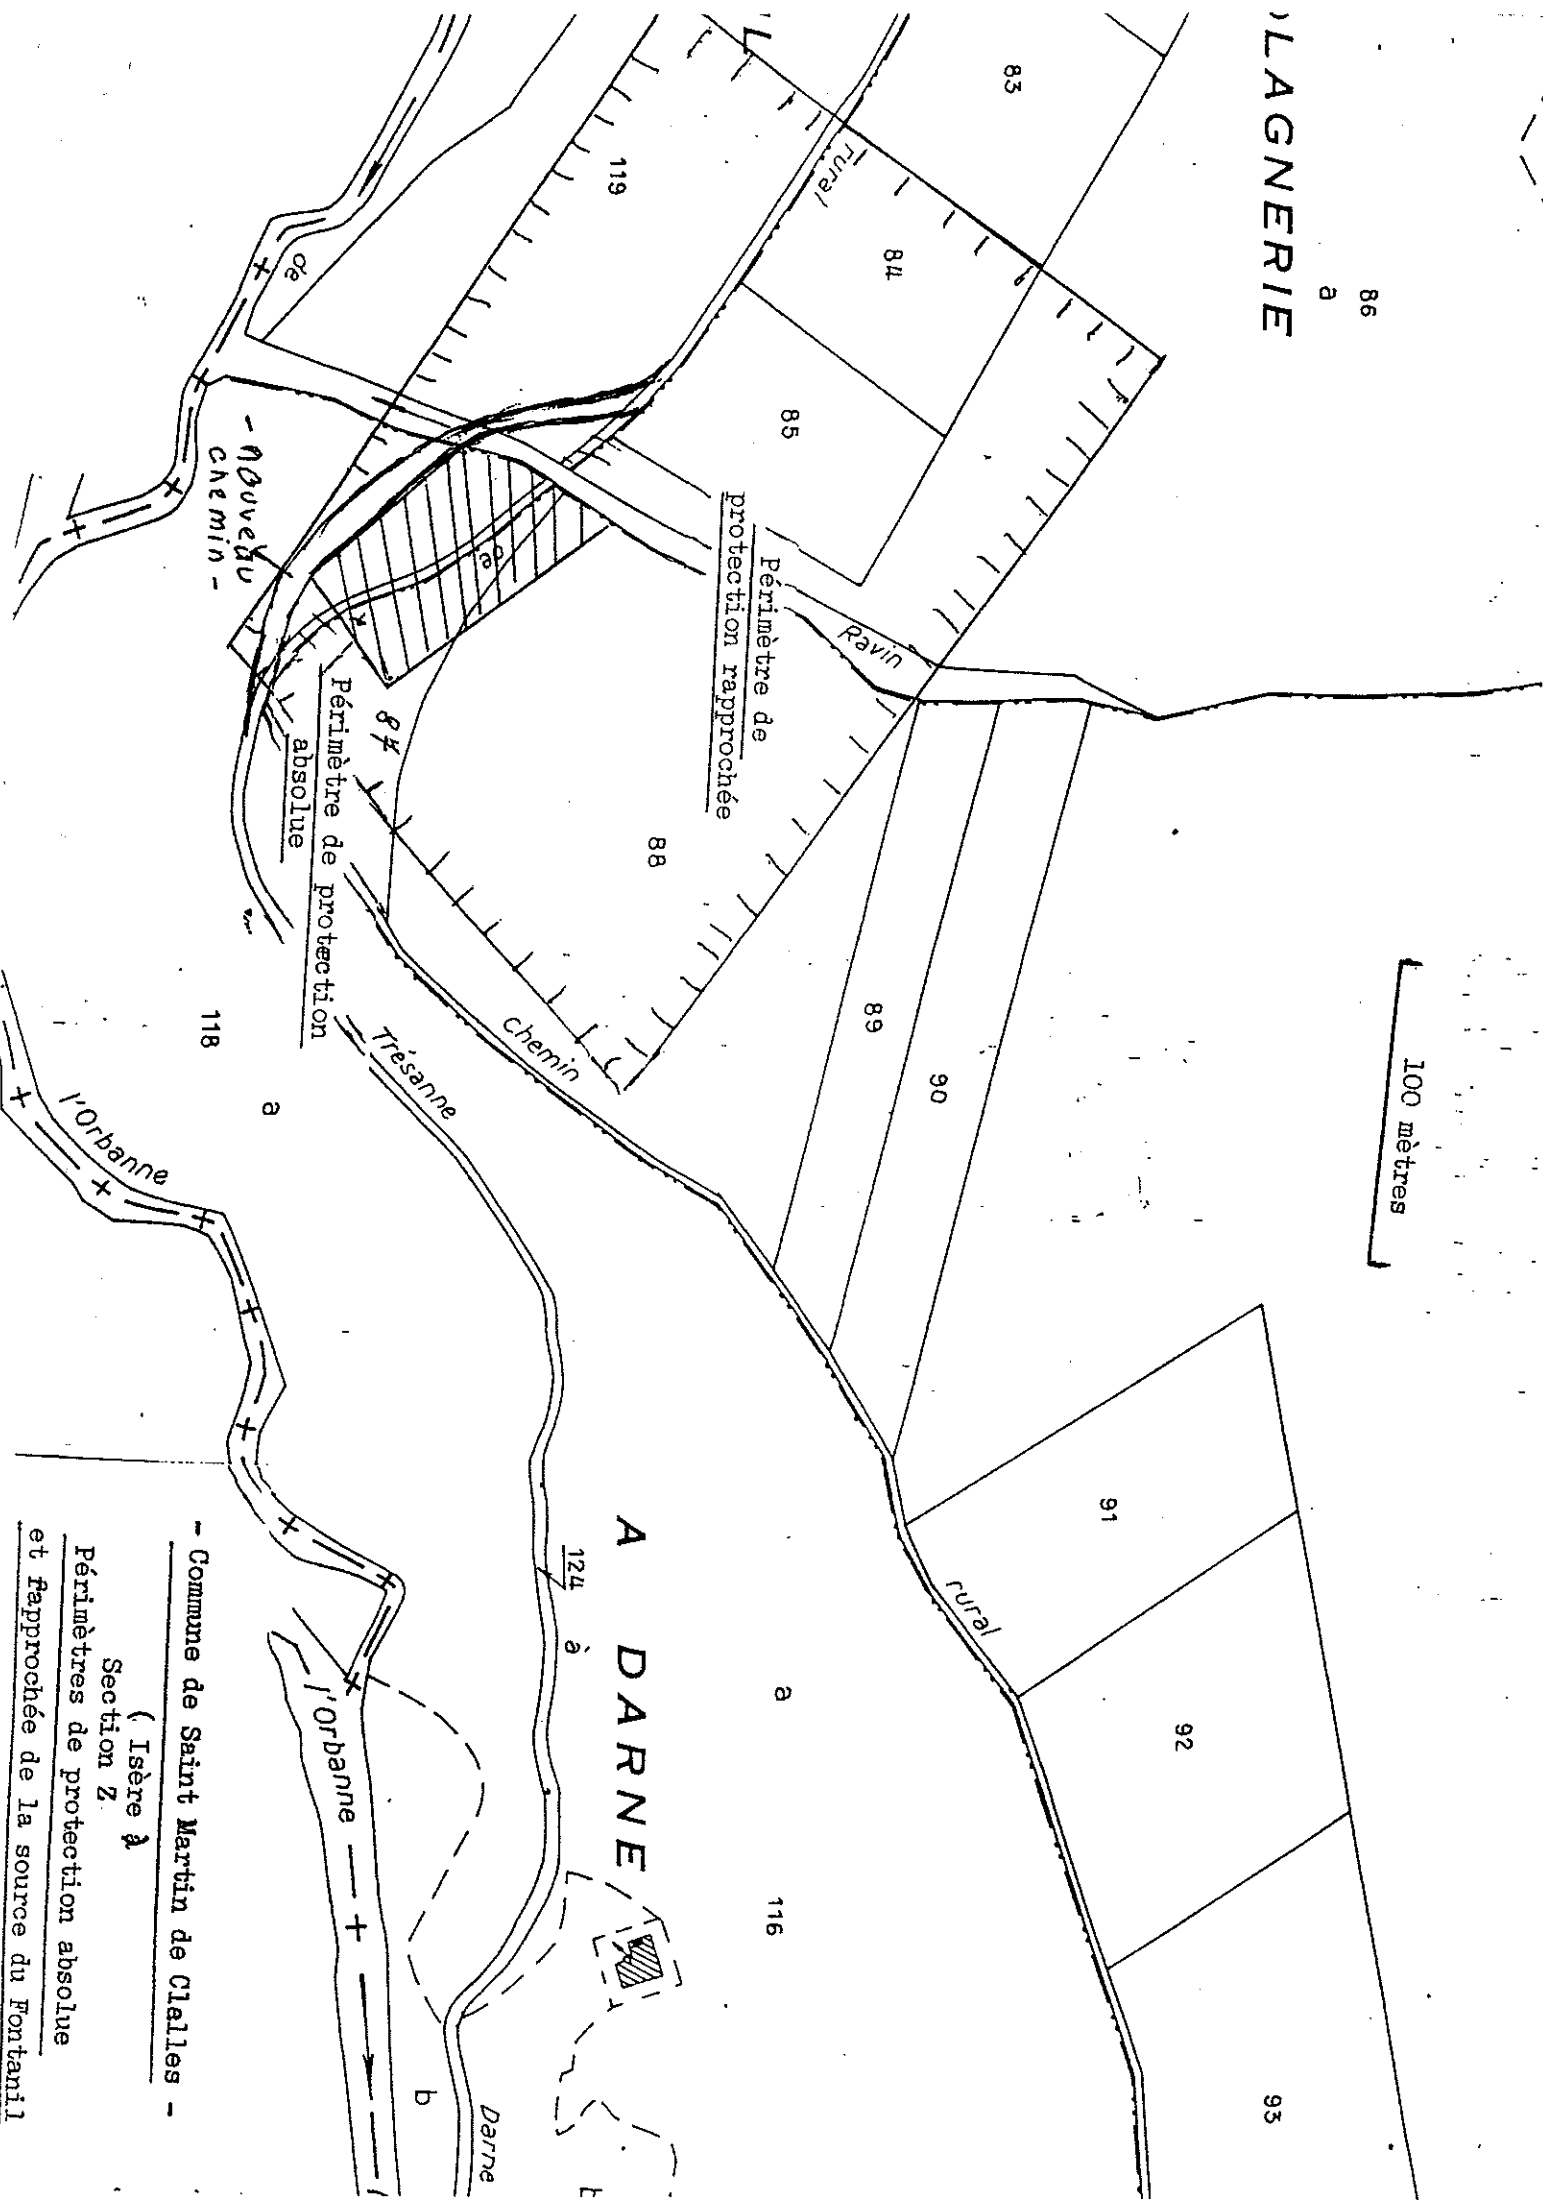 OLAGNERIE
86
a
83
rural
84
85
119
de
- nouveau
chemin -
de
Périmètre de
protection rapprochée
Ravin
Périmètre de protection
absolue
87
88
89
90
100 mètres
chemin
Trésanne
118
a
l'Orbanne
91
92
93
rural
124
à
A DARNE
a
116
l'Orbanne
b
Darne
- Commune de Saint Martin de Clelles -
( Isère )
Section Z
Périmètres de protection absolue
et rapprochée de la source du Fontanil